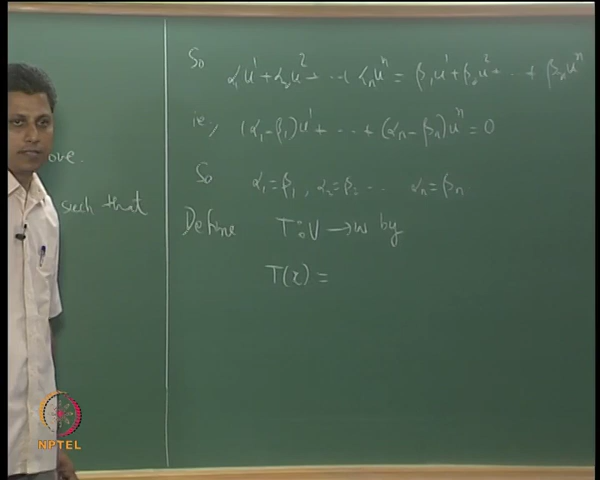 ove.
such that
So α₁u¹ + α₂u² + ... + αₙuⁿ = β₁u¹ + β₂u² + ... + βₙuⁿ
ie., (α₁-β₁)u¹ + ... + (αₙ-βₙ)uⁿ = 0
So α₁=β₁, α₂=β₂ ... αₙ=βₙ
Define T: V → W by
T(x) =
NPTEL